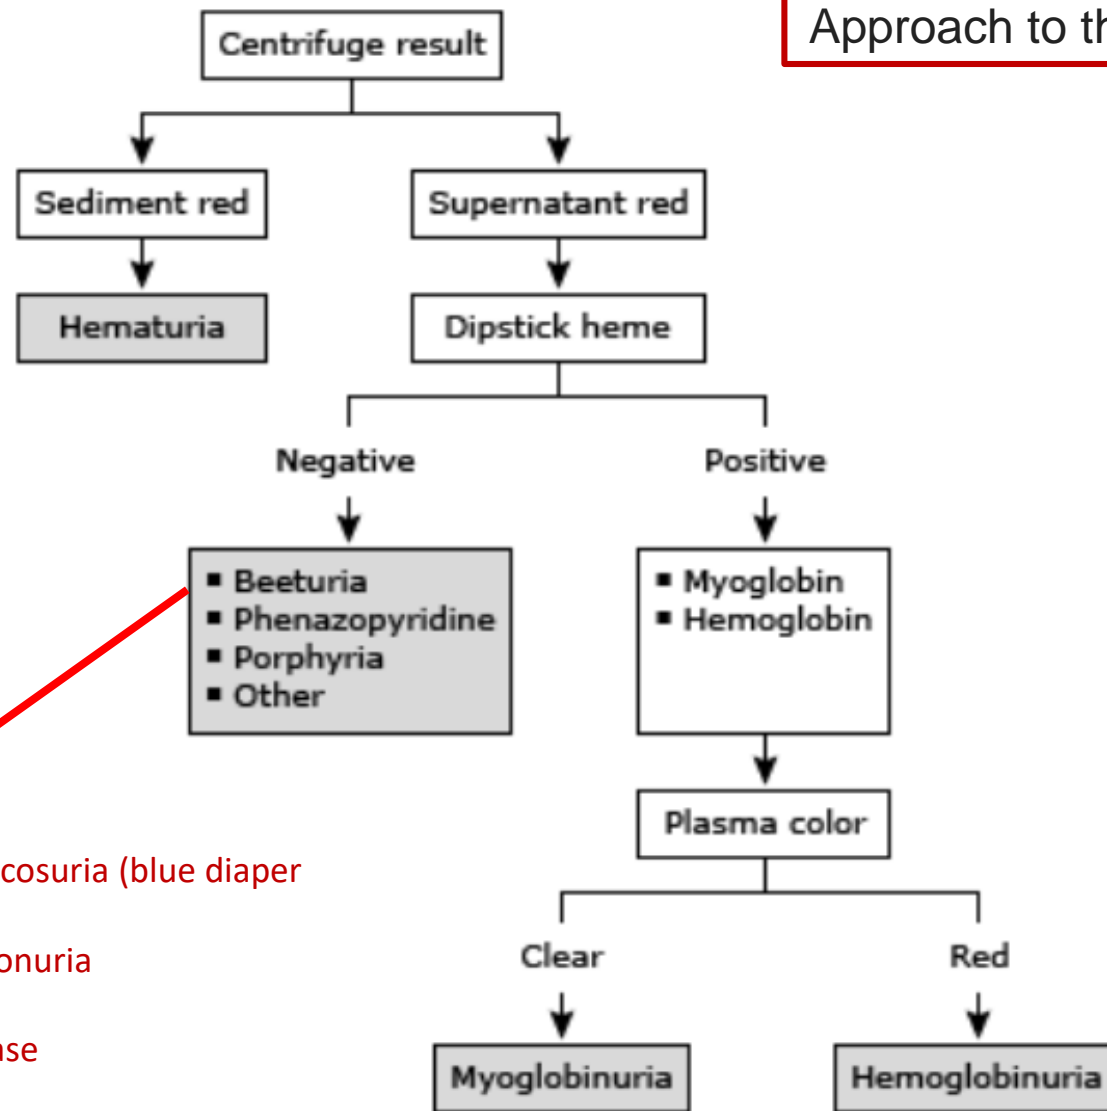 Approach to th
Centrifuge result
Sediment red
Supernatant red
Hematuria
Dipstick heme
Negative
Positive
▪ Beeturia
▪ Phenazopyridine
▪ Porphyria
▪ Other
▪ Myoglobin
▪ Hemoglobin
Plasma color
cosuria (blue diaper
onuria
ase
Clear
Red
Myoglobinuria
Hemoglobinuria